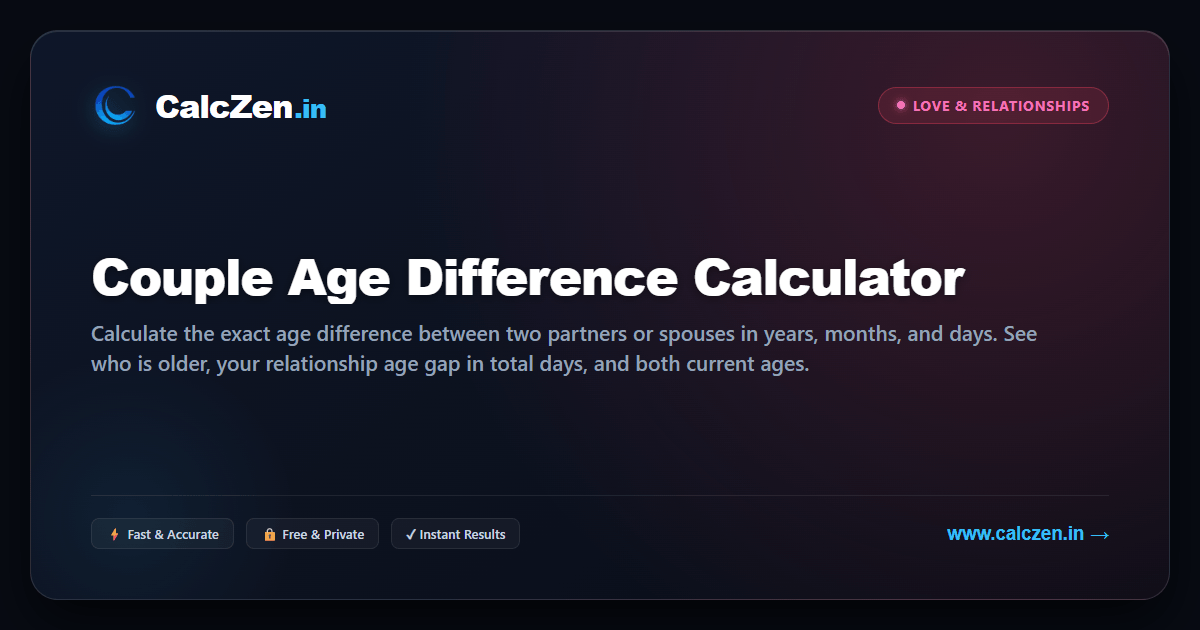 CalcZen.in
LOVE & RELATIONSHIPS
Couple Age Difference Calculator
Calculate the exact age difference between two partners or spouses in years, months, and days. See
who is older, your relationship age gap in total days, and both current ages.
Fast & Accurate
Free & Private
✓ Instant Results
www.calczen.in →